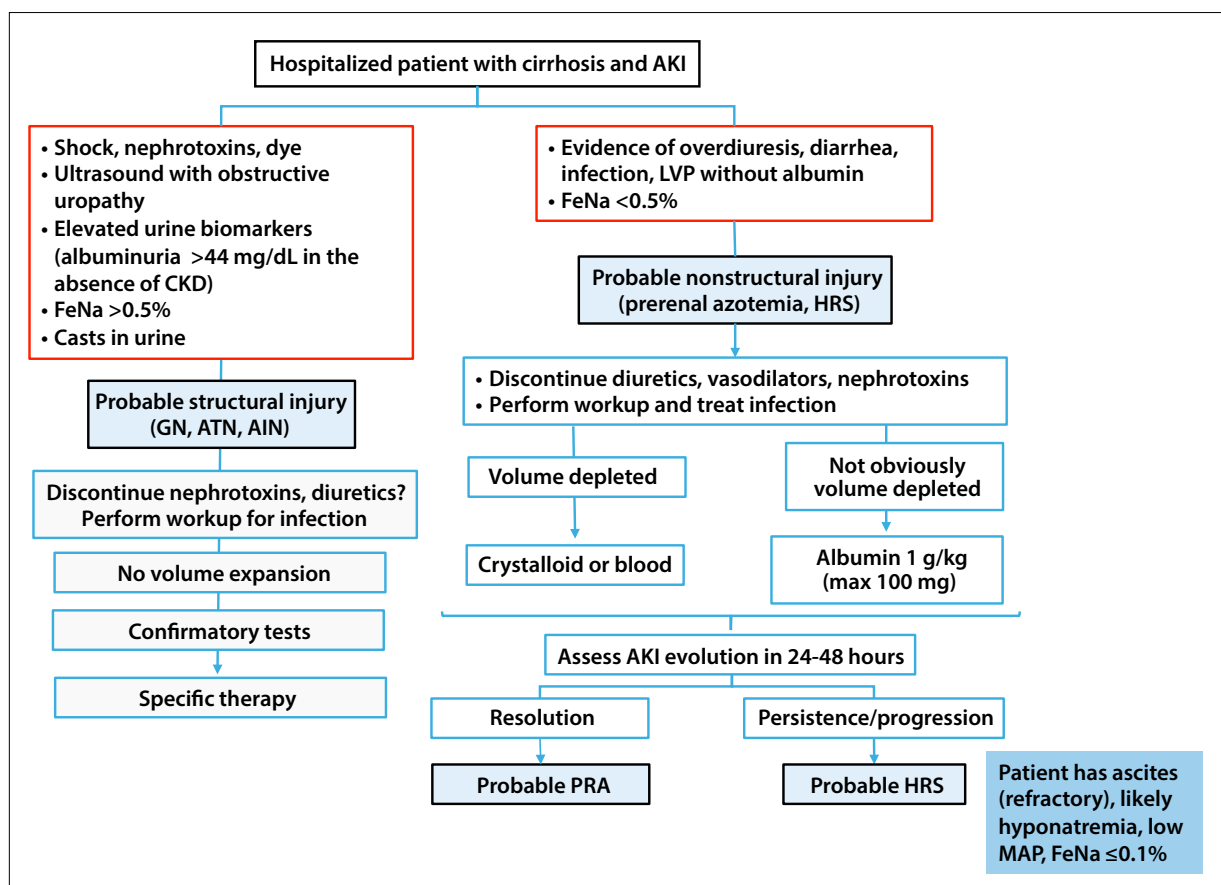 Hospitalized patient with cirrhosis and AKI
• Shock, nephrotoxins, dye
• Ultrasound with obstructive
uropathy
• Elevated urine biomarkers
(albuminuria >44 mg/dL in the
absence of CKD)
• FeNa >0.5%
• Casts in urine
Probable structural injury
(GN, ATN, AIN)
Discontinue nephrotoxins, diuretics?
Perform workup for infection
No volume expansion
Confirmatory tests
Specific therapy
• Evidence of overdiuresis, diarrhea,
infection, LVP without albumin
• FeNa <0.5%
Probable nonstructural injury
(prerenal azotemia, HRS)
• Discontinue diuretics, vasodilators, nephrotoxins
• Perform workup and treat infection
Volume depleted
Crystalloid or blood
Not obviously
volume depleted
Albumin 1 g/kg
(max 100 mg)
Assess AKI evolution in 24-48 hours
Resolution
Probable PRA
Persistence/progression
Probable HRS
Patient has ascites
(refractory), likely
hyponatremia, low
MAP, FeNa ≤0.1%